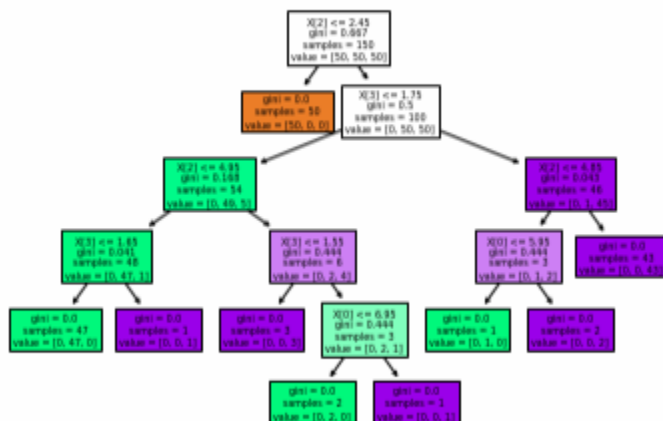 X[2] <= 2.45
gini = 0.667
samples = 150
value = [50, 50, 50]
gini = 0.0
samples = 50
value = [50, 0, 0]
X[3] <= 1.75
gini = 0.5
samples = 100
value = [0, 50, 50]
X[2] <= 4.95
gini = 0.168
samples = 54
value = [0, 49, 5]
X[2] <= 4.85
gini = 0.043
samples = 46
value = [0, 1, 45]
X[3] <= 1.65
gini = 0.041
samples = 48
value = [0, 47, 1]
X[3] <= 1.55
gini = 0.444
samples = 6
value = [0, 2, 4]
X[0] <= 5.95
gini = 0.444
samples = 3
value = [0, 1, 2]
gini = 0.0
samples = 43
value = [0, 0, 43]
gini = 0.0
samples = 47
value = [0, 47, 0]
gini = 0.0
samples = 1
value = [0, 0, 1]
gini = 0.0
samples = 3
value = [0, 0, 3]
X[0] <= 6.95
gini = 0.444
samples = 3
value = [0, 2, 1]
gini = 0.0
samples = 1
value = [0, 1, 0]
gini = 0.0
samples = 2
value = [0, 0, 2]
gini = 0.0
samples = 2
value = [0, 2, 0]
gini = 0.0
samples = 1
value = [0, 0, 1]